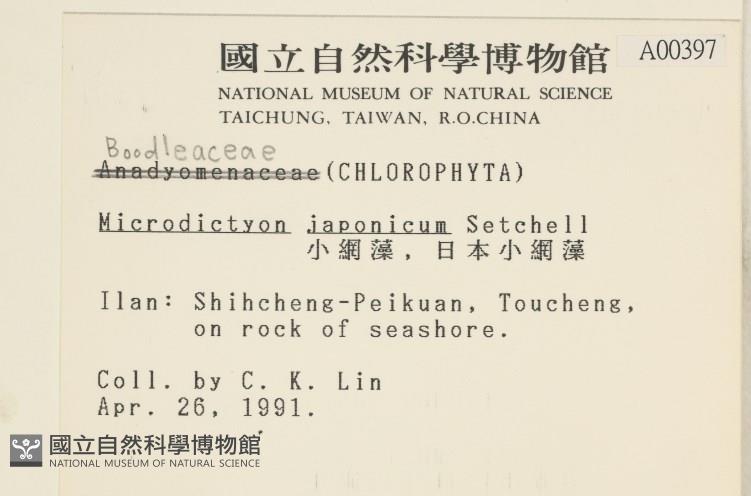 國立自然科學博物館
A00397
NATIONAL MUSEUM OF NATURAL SCIENCE
TAICHUNG, TAIWAN, R.O.CHINA
Boodleaceae
Anadyomenaceae (CHLOROPHYTA)
Microdictyon japonicum Setchell
小網藻, 日本小網藻
Ilan: Shihcheng-Peikuan, Toucheng,
on rock of seashore.
Coll. by C. K. Lin
Apr. 26, 1991.
國立自然科學博物館
NATIONAL MUSEUM OF NATURAL SCIENCE